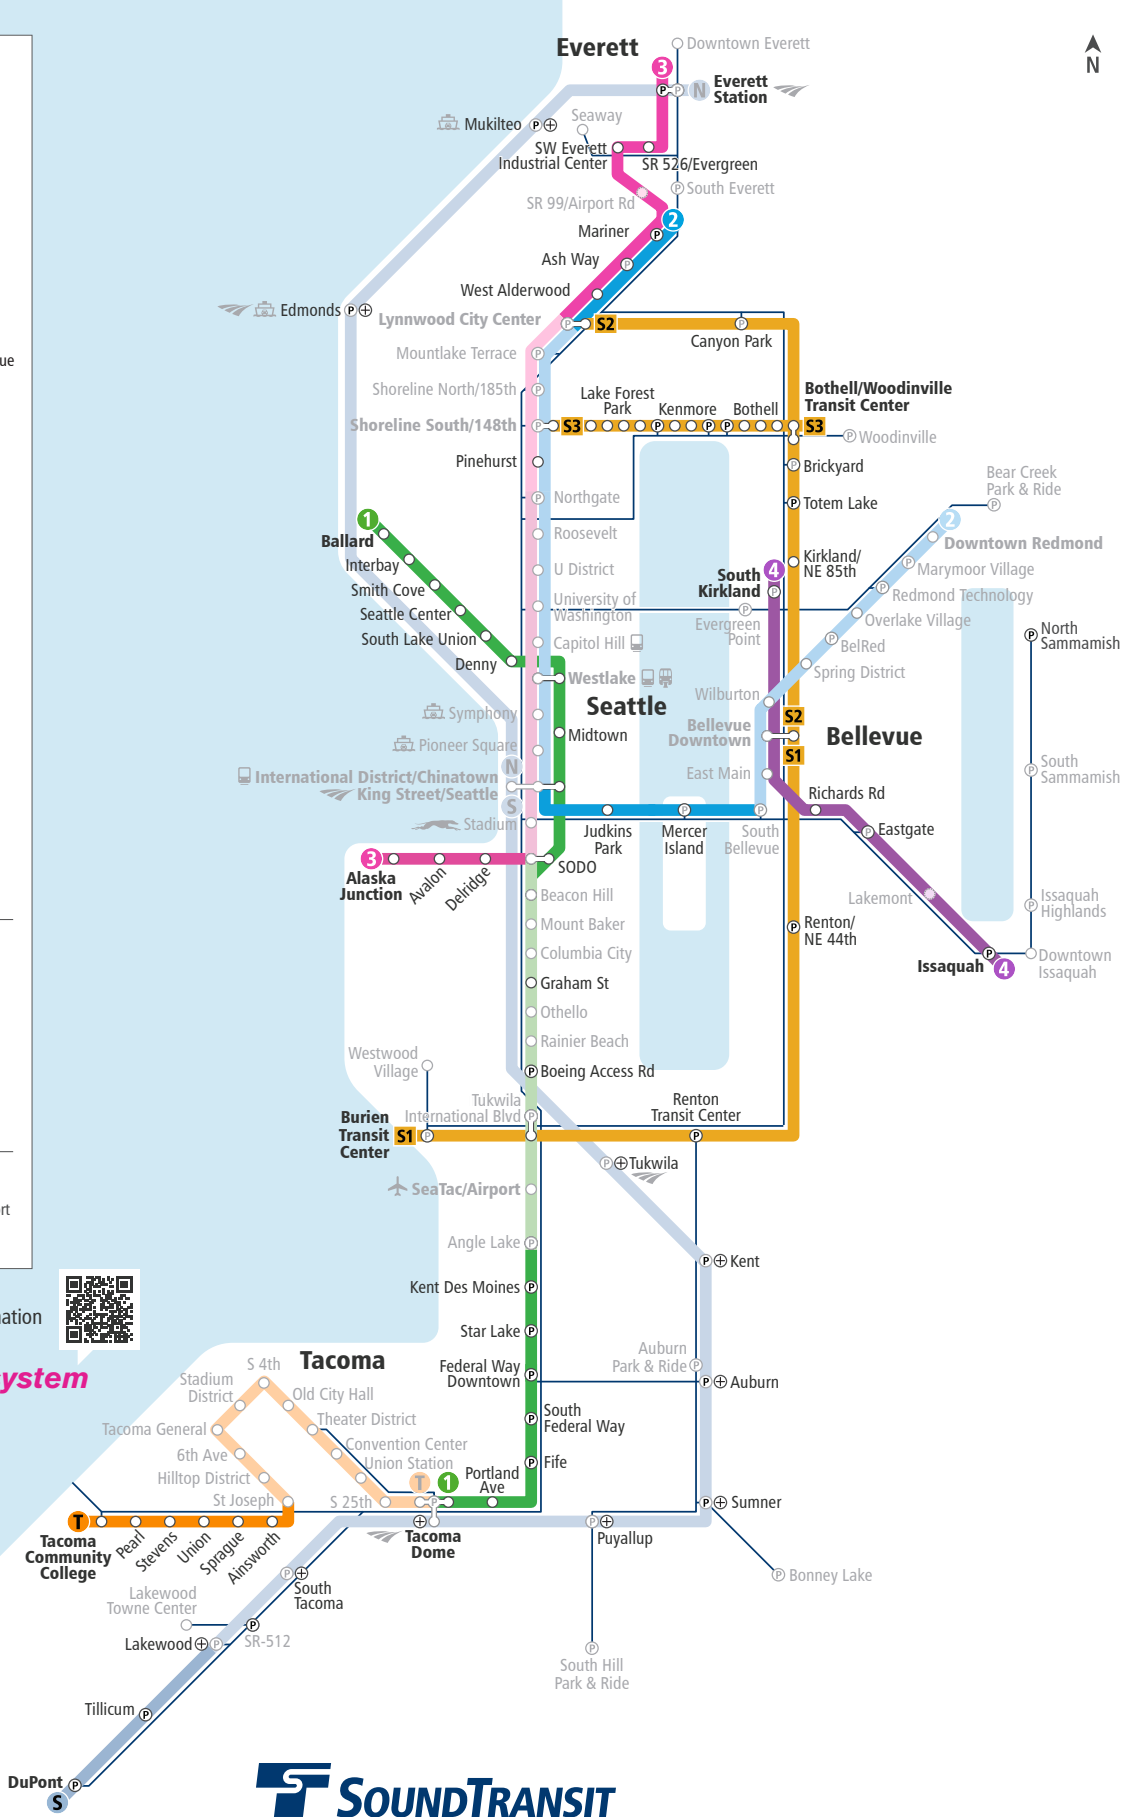 Everett
Downtown Everett
N
3
P
P
N
Everett
Station
Seaway
Mukilteo
P
SW Everett
Industrial Center
SR 526/Evergreen
South Everett
P
SR 99/Airport Rd
2
Mariner
P
Ash Way
P
West Alderwood
Edmonds
P
Lynnwood City Center
P
S2
P
Canyon Park
ue
Mountlake Terrace
P
Shoreline North/185th
P
Lake Forest
Park
Kenmore
Bothell
Bothell/Woodinville
Transit Center
Shoreline South/148th
P
S3
P
P
P
S3
P
Woodinville
Pinehurst
P
Brickyard
Bear Creek
Park & Ride
P
Northgate
P
P
Totem Lake
1
Ballard
Roosevelt
2
Downtown Redmond
Interbay
U District
Kirkland/
NE 85th
P
Marymoor Village
4
South
Kirkland
P
Smith Cove
University of
Washington
P
Redmond Technology
Seattle Center
P
Evergreen
Point
Overlake Village
South Lake Union
Capitol Hill
P
BelRed
P
North
Sammamish
Denny
Spring District
Westlake
Seattle
Wilburton
Symphony
S2
Midtown
Bellevue
Downtown
Bellevue
Pioneer Square
S1
N
International District/Chinatown
King Street/Seattle
S
East Main
P
South
Sammamish
Richards Rd
Stadium
Judkins
Park
P
Mercer
Island
P
South
Bellevue
P
Eastgate
3
Alaska
Junction
Avalon
Delridge
SODO
Beacon Hill
Lakemont
P
Issaquah
Highlands
Mount Baker
P
Renton/
NE 44th
Columbia City
P
Issaquah
4
Downtown
Issaquah
Graham St
Othello
Rainier Beach
Westwood
Village
P
Boeing Access Rd
Tukwila
International Blvd
P
Renton
Transit Center
Burien
Transit
Center
S1
P
P
P
Tukwila
SeaTac/Airport
rt
Angle Lake
P
P
Kent
Kent Des Moines
P
ation
Star Lake
P
ystem
Tacoma
Auburn
Park & Ride
P
Federal Way
Downtown
P
P
Auburn
S 4th
Stadium
District
Old City Hall
P
South
Federal Way
Tacoma General
Theater District
6th Ave
Convention Center
P
Fife
Hilltop District
Union Station
T
1
Portland
Ave
St Joseph
S 25th
P
P
Sumner
T
Tacoma
Community
College
Pearl
Stevens
Union
Sprague
Ainsworth
Tacoma
Dome
P
Puyallup
P
South
Tacoma
P
Bonney Lake
Lakewood
Towne Center
P
SR-512
Lakewood
P
P
South Hill
Park & Ride
Tillicum
P
DuPont
P
S
SOUNDTRANSIT